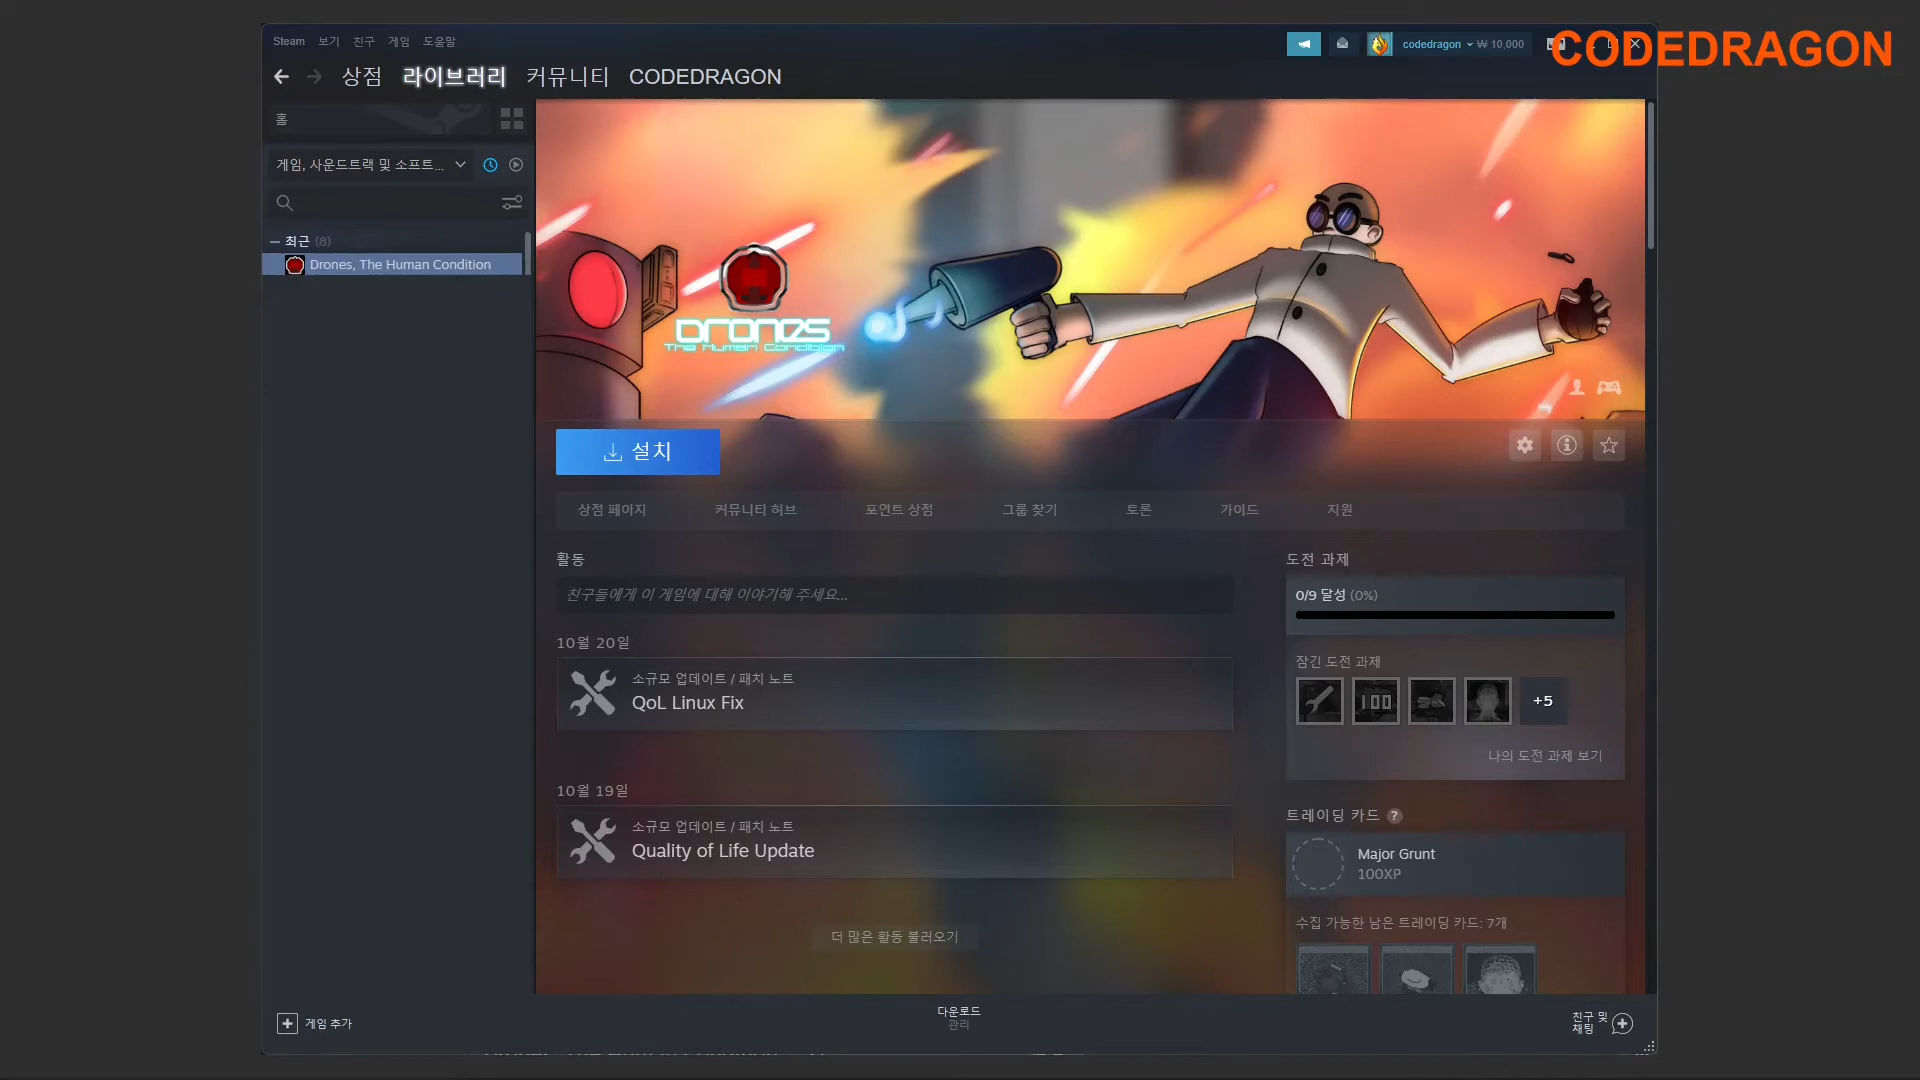 Steam 보기 친구 게임 도움말
codedragon ₩ 10,000
CODEDRAGON
상점 라이브러리 커뮤니티 CODEDRAGON
홈
게임, 사운드트랙 및 소프트...
최근 (8)
Drones, The Human Condition
Drones
The Human Condition
설치
상점 페이지 커뮤니티 허브 포인트 상점 그룹 찾기 토론 가이드 지원
활동
친구들에게 이 게임에 대해 이야기해 주세요...
10월 20일
소규모 업데이트 / 패치 노트
QoL Linux Fix
10월 19일
소규모 업데이트 / 패치 노트
Quality of Life Update
더 많은 활동 불러오기
도전 과제
0/9 달성 (0%)
잠긴 도전 과제
100
+5
나의 도전 과제 보기
트레이딩 카드 ?
Major Grunt
100XP
수집 가능한 남은 트레이딩 카드: 7개
게임 추가
다운로드
관리
친구 및
채팅